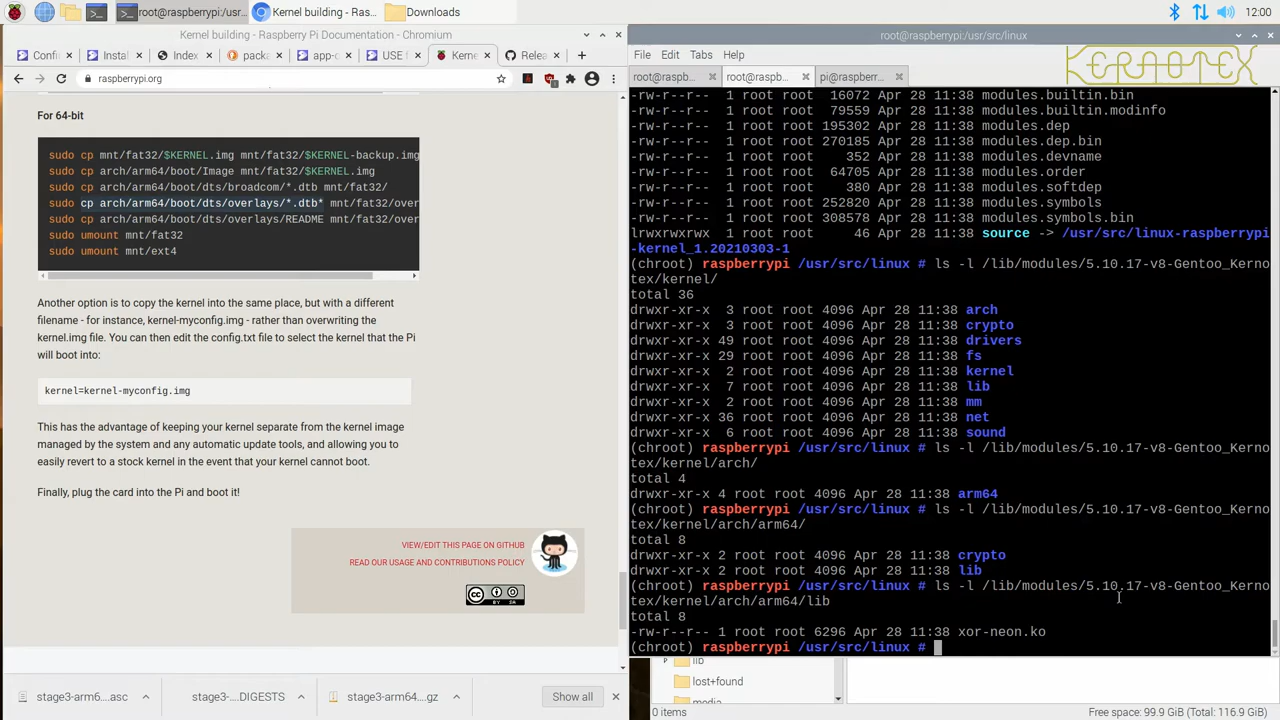 root@raspberrypi:/usr...
Kernel building - Ras...
Downloads
12:00
Kernel building - Raspberry Pi Documentation - Chromium
Confi
Instal
Index
packa
app-c
USE f
Kerne
Relea
raspberrypi.org
For 64-bit
sudo cp mnt/fat32/$KERNEL.img mnt/fat32/$KERNEL-backup.img
sudo cp arch/arm64/boot/Image mnt/fat32/$KERNEL.img
sudo cp arch/arm64/boot/dts/broadcom/*.dtb mnt/fat32/
sudo cp arch/arm64/boot/dts/overlays/*.dtb* mnt/fat32/over
sudo cp arch/arm64/boot/dts/overlays/README mnt/fat32/over
sudo umount mnt/fat32
sudo umount mnt/ext4
Another option is to copy the kernel into the same place, but with a different
filename - for instance, kernel-myconfig.img - rather than overwriting the
kernel.img file. You can then edit the config.txt file to select the kernel that the Pi
will boot into:
kernel=kernel-myconfig.img
This has the advantage of keeping your kernel separate from the kernel image
managed by the system and any automatic update tools, and allowing you to
easily revert to a stock kernel in the event that your kernel cannot boot.
Finally, plug the card into the Pi and boot it!
VIEW/EDIT THIS PAGE ON GITHUB
READ OUR USAGE AND CONTRIBUTIONS POLICY
CC
BY SA
stage3-arm6....asc
stage3-....DIGESTS
stage3-arm64....gz
Show all
root@raspberrypi:/usr/src/linux
File Edit Tabs Help
KERNOTEX
root@raspb...
root@raspb...
pi@raspberr...
-rw-r--r-- 1 root root 16072 Apr 28 11:38 modules.builtin.bin
-rw-r--r-- 1 root root 79559 Apr 28 11:38 modules.builtin.modinfo
-rw-r--r-- 1 root root 195302 Apr 28 11:38 modules.dep
-rw-r--r-- 1 root root 270185 Apr 28 11:38 modules.dep.bin
-rw-r--r-- 1 root root 352 Apr 28 11:38 modules.devname
-rw-r--r-- 1 root root 64705 Apr 28 11:38 modules.order
-rw-r--r-- 1 root root 380 Apr 28 11:38 modules.softdep
-rw-r--r-- 1 root root 252820 Apr 28 11:38 modules.symbols
-rw-r--r-- 1 root root 308578 Apr 28 11:38 modules.symbols.bin
lrwxrwxrwx 1 root root 46 Apr 28 11:38 source -> /usr/src/linux-raspberrypi
-kernel_1.20210303-1
(chroot) raspberrypi /usr/src/linux # ls -l /lib/modules/5.10.17-v8-Gentoo_Kerno
tex/kernel/
total 36
drwxr-xr-x 3 root root 4096 Apr 28 11:38 arch
drwxr-xr-x 3 root root 4096 Apr 28 11:38 crypto
drwxr-xr-x 49 root root 4096 Apr 28 11:38 drivers
drwxr-xr-x 29 root root 4096 Apr 28 11:38 fs
drwxr-xr-x 2 root root 4096 Apr 28 11:38 kernel
drwxr-xr-x 7 root root 4096 Apr 28 11:38 lib
drwxr-xr-x 2 root root 4096 Apr 28 11:38 mm
drwxr-xr-x 36 root root 4096 Apr 28 11:38 net
drwxr-xr-x 6 root root 4096 Apr 28 11:38 sound
(chroot) raspberrypi /usr/src/linux # ls -l /lib/modules/5.10.17-v8-Gentoo_Kerno
tex/kernel/arch/
total 4
drwxr-xr-x 4 root root 4096 Apr 28 11:38 arm64
(chroot) raspberrypi /usr/src/linux # ls -l /lib/modules/5.10.17-v8-Gentoo_Kerno
tex/kernel/arch/arm64/
total 8
drwxr-xr-x 2 root root 4096 Apr 28 11:38 crypto
drwxr-xr-x 2 root root 4096 Apr 28 11:38 lib
(chroot) raspberrypi /usr/src/linux # ls -l /lib/modules/5.10.17-v8-Gentoo_Kerno
tex/kernel/arch/arm64/lib
total 8
-rw-r--r-- 1 root root 6296 Apr 28 11:38 xor-neon.ko
(chroot) raspberrypi /usr/src/linux #
lib
lost+found
media
0 items
Free space: 99.9 GiB (Total: 116.9 GiB)